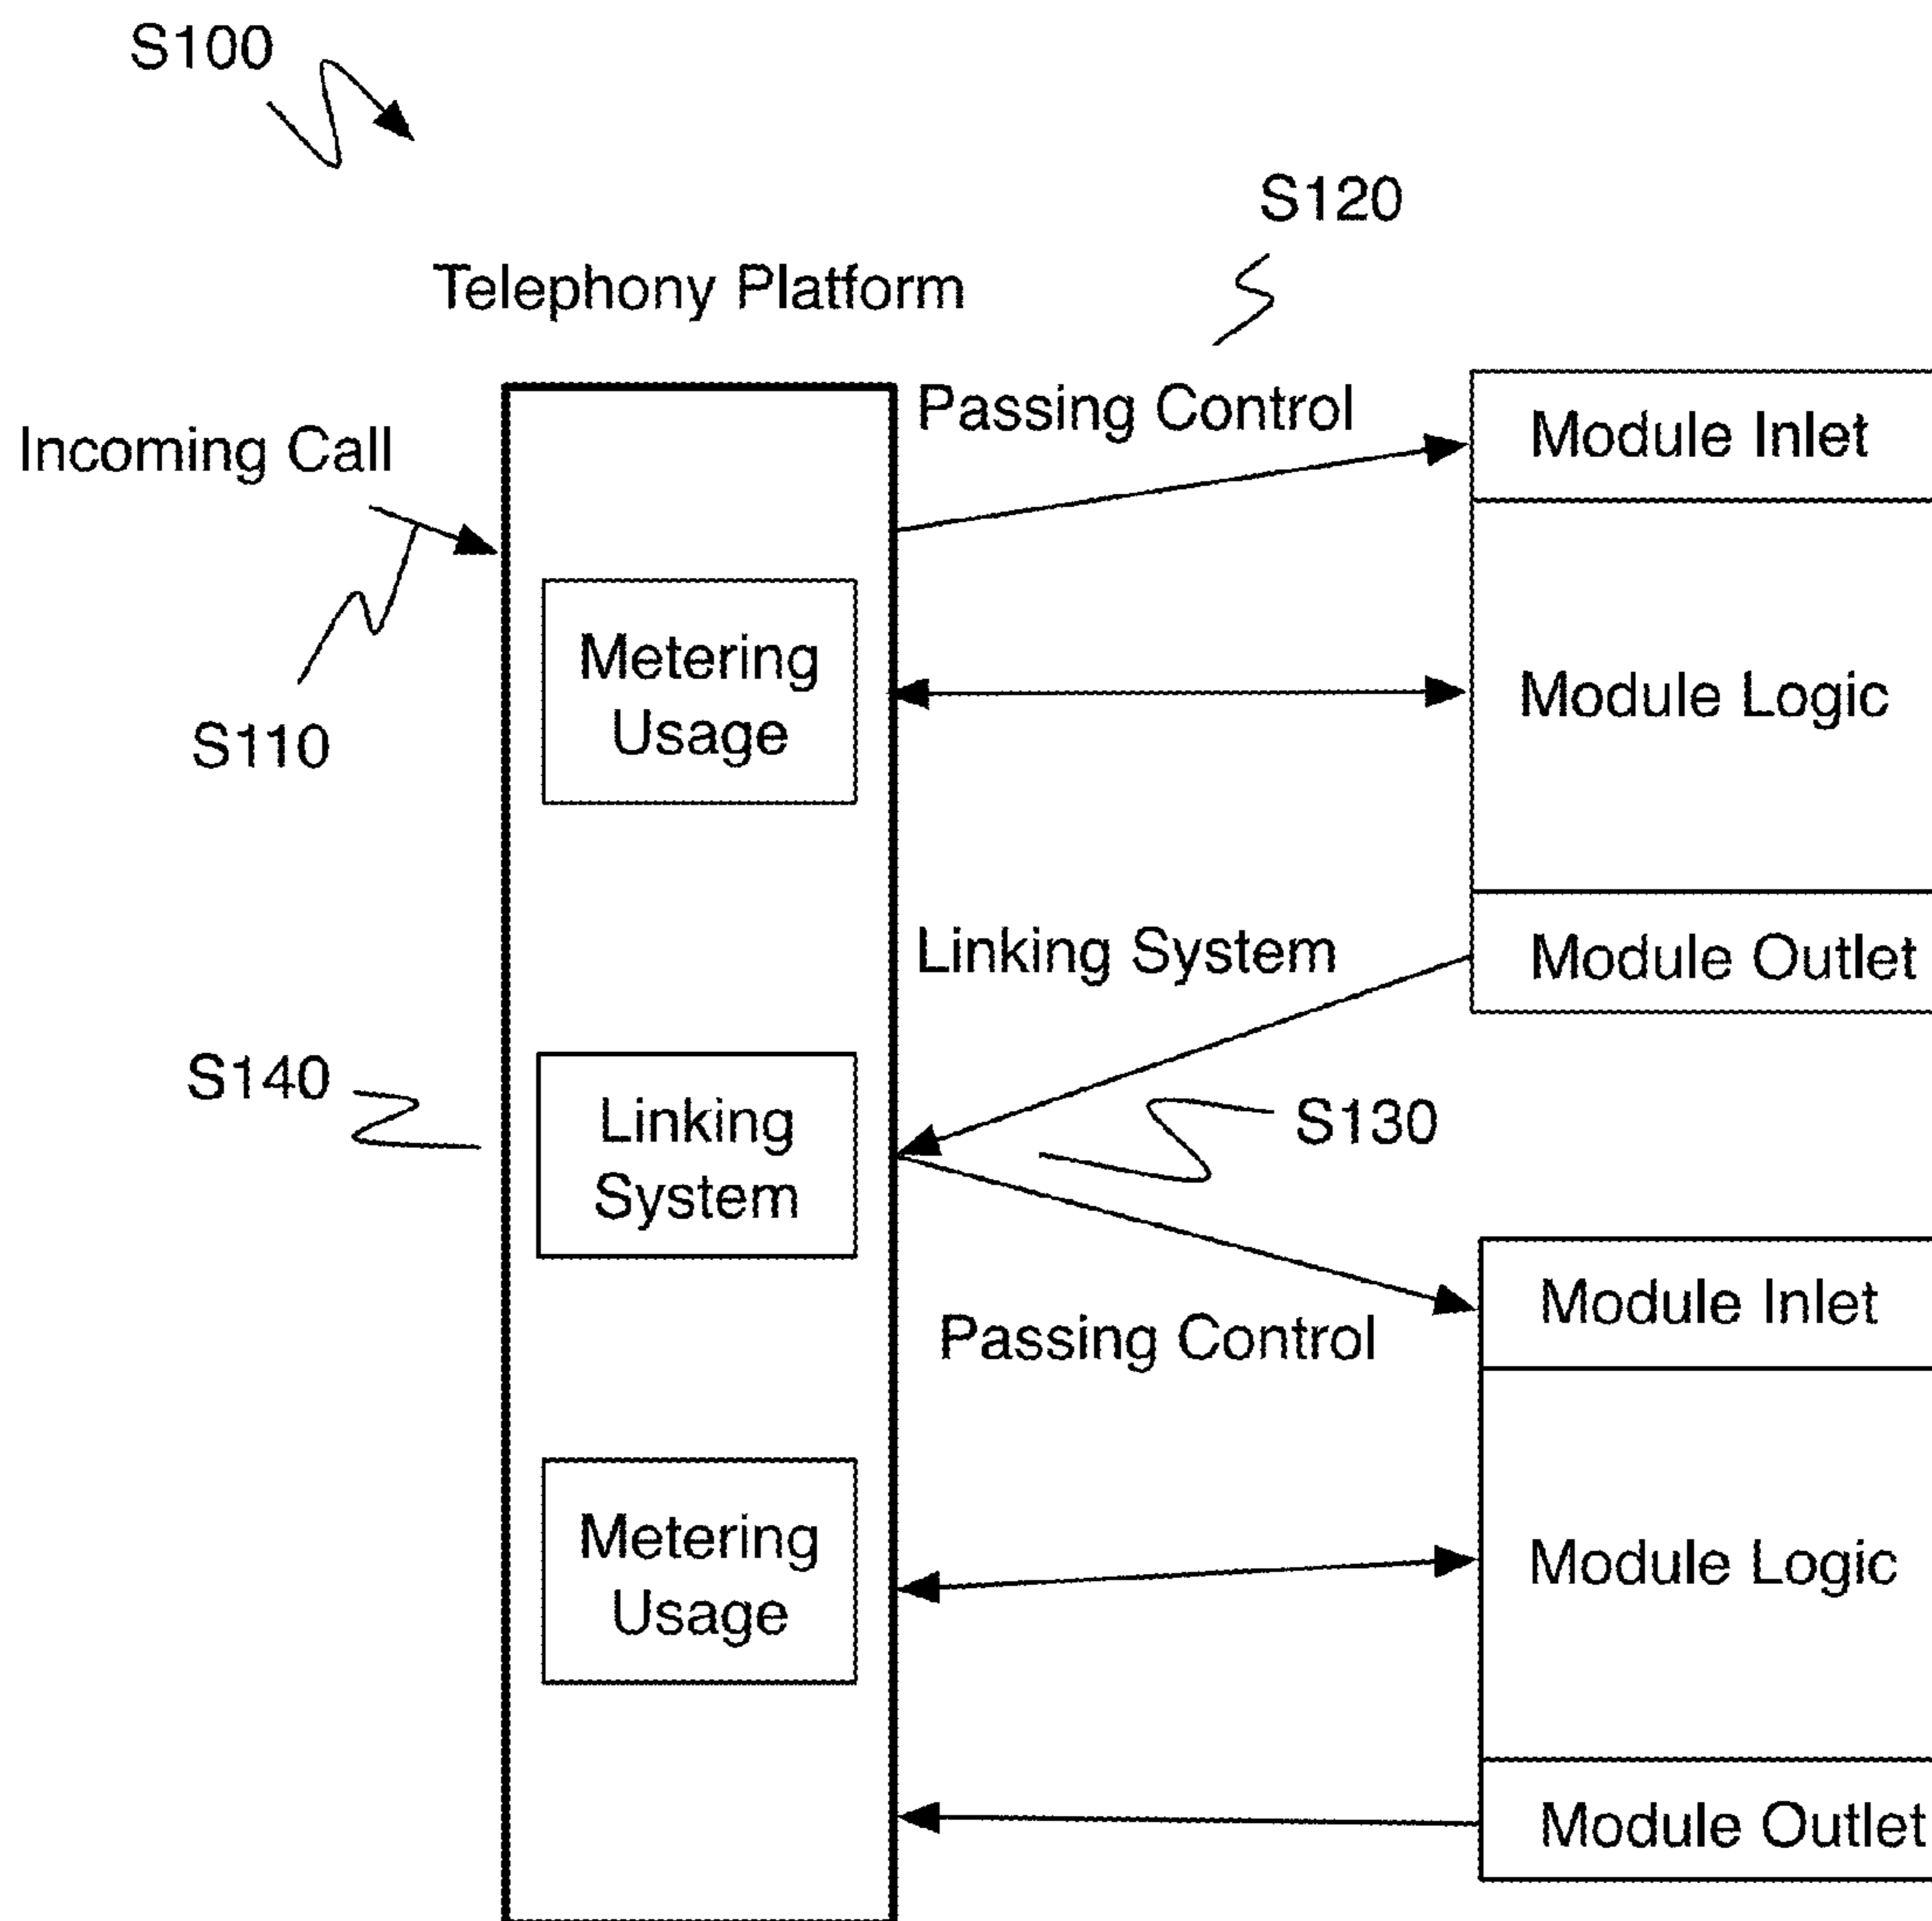 S100
S120
Telephony Platform
Passing Control
Incoming Call
Module Inlet
Metering
Usage
Module Logic
S110
Linking System
Module Outlet
S140
Linking
System
S130
Module Inlet
Passing Control
Metering
Usage
Module Logic
Module Outlet